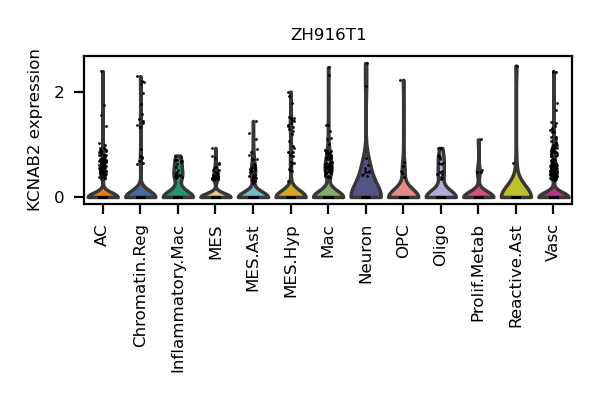 ZH916T1
KCNAB2 expression
2
0
AC
Chromatin.Reg
Inflammatory.Mac
MES
MES.Ast
MES.Hyp
Mac
Neuron
OPC
Oligo
Prolif.Metab
Reactive.Ast
Vasc